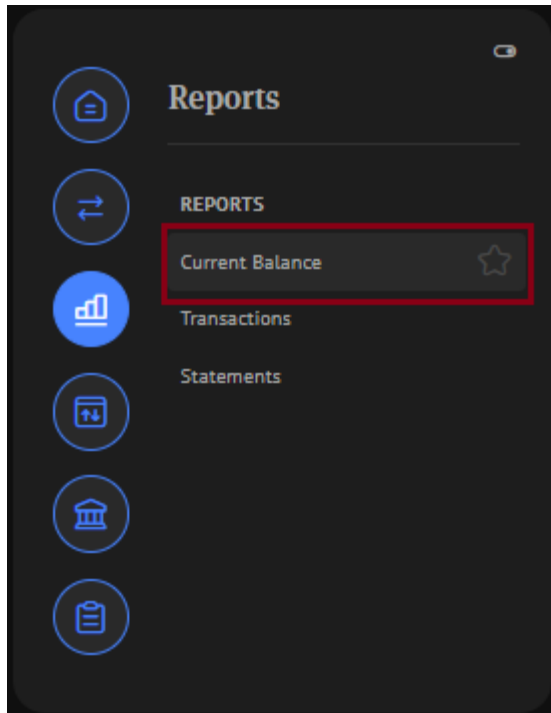 Reports
REPORTS
Current Balance
Transactions
Statements